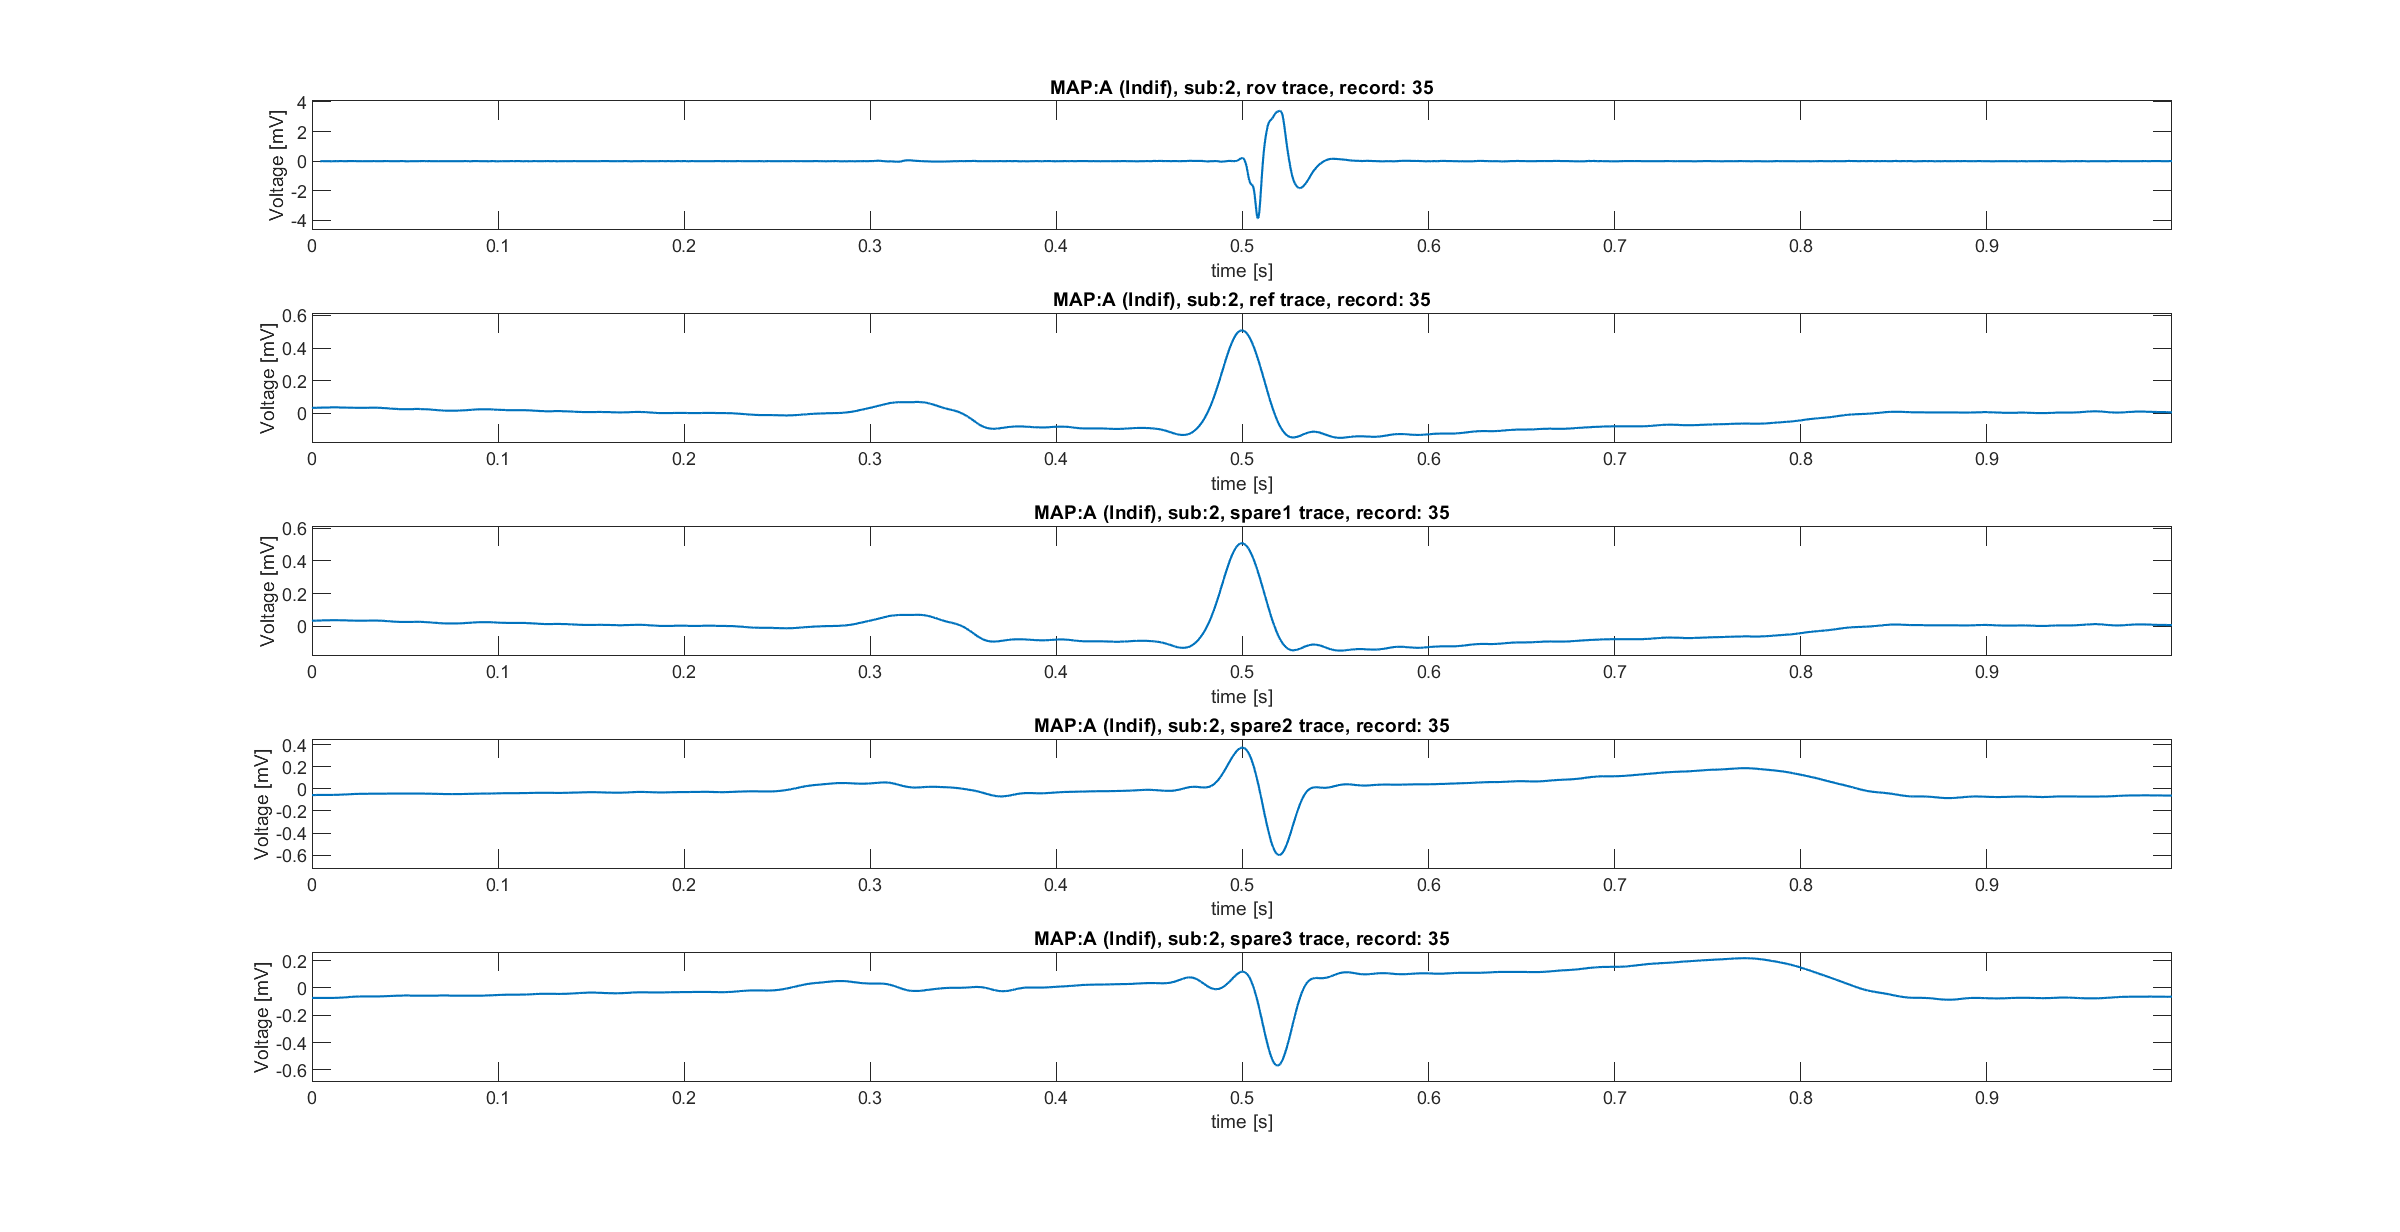 MAP:A (Indif), sub:2, rov trace, record: 35
Voltage [mV]
4
2
0
-2
-4
0 0.1 0.2 0.3 0.4 0.5 0.6 0.7 0.8 0.9
time [s]
MAP:A (Indif), sub:2, ref trace, record: 35
Voltage [mV]
0.6
0.4
0.2
0
0 0.1 0.2 0.3 0.4 0.5 0.6 0.7 0.8 0.9
time [s]
MAP:A (Indif), sub:2, spare1 trace, record: 35
Voltage [mV]
0.6
0.4
0.2
0
0 0.1 0.2 0.3 0.4 0.5 0.6 0.7 0.8 0.9
time [s]
MAP:A (Indif), sub:2, spare2 trace, record: 35
Voltage [mV]
0.4
0.2
0
-0.2
-0.4
-0.6
0 0.1 0.2 0.3 0.4 0.5 0.6 0.7 0.8 0.9
time [s]
MAP:A (Indif), sub:2, spare3 trace, record: 35
Voltage [mV]
0.2
0
-0.2
-0.4
-0.6
0 0.1 0.2 0.3 0.4 0.5 0.6 0.7 0.8 0.9
time [s]